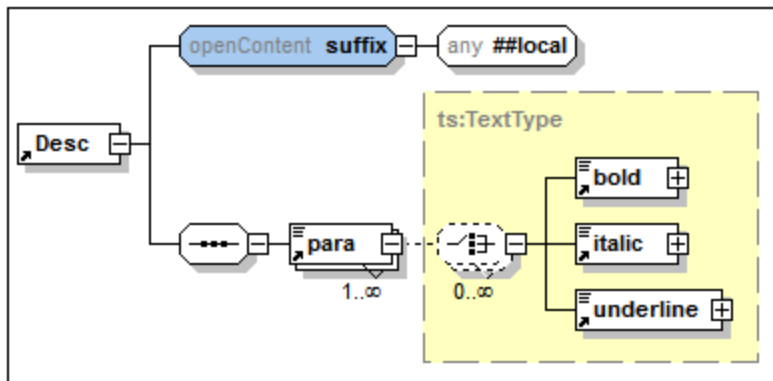 openContent suffix
any ##local
ts:TextType
Desc
bold
para
italic
1..∞
0..∞
underline